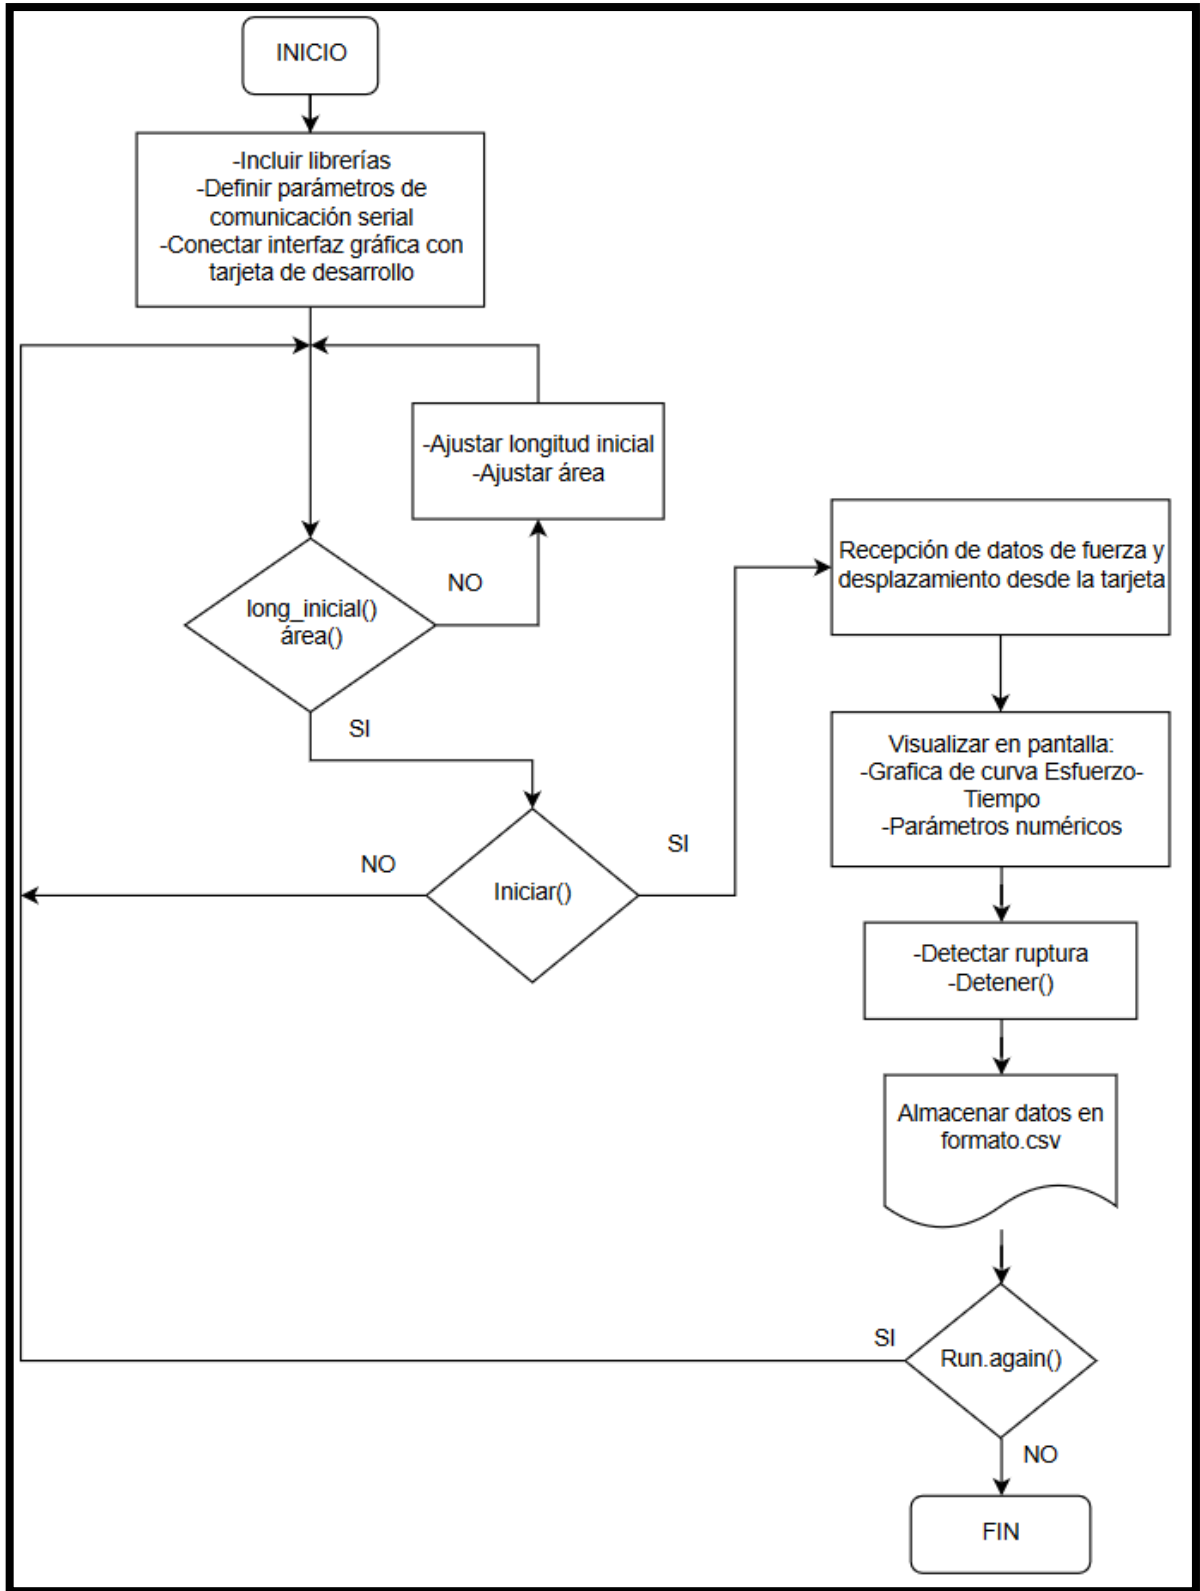 INICIO
-Incluir librerías
-Definir parámetros de
comunicación serial
-Conectar interfaz gráfica con
tarjeta de desarrollo
-Ajustar longitud inicial
-Ajustar área
long_inicial()
área()
NO
SI
Iniciar()
NO
SI
Recepción de datos de fuerza y
desplazamiento desde la tarjeta
Visualizar en pantalla:
-Grafica de curva Esfuerzo-
Tiempo
-Parámetros numéricos
-Detectar ruptura
-Detener()
Almacenar datos en
formato.csv
Run.again()
SI
NO
FIN